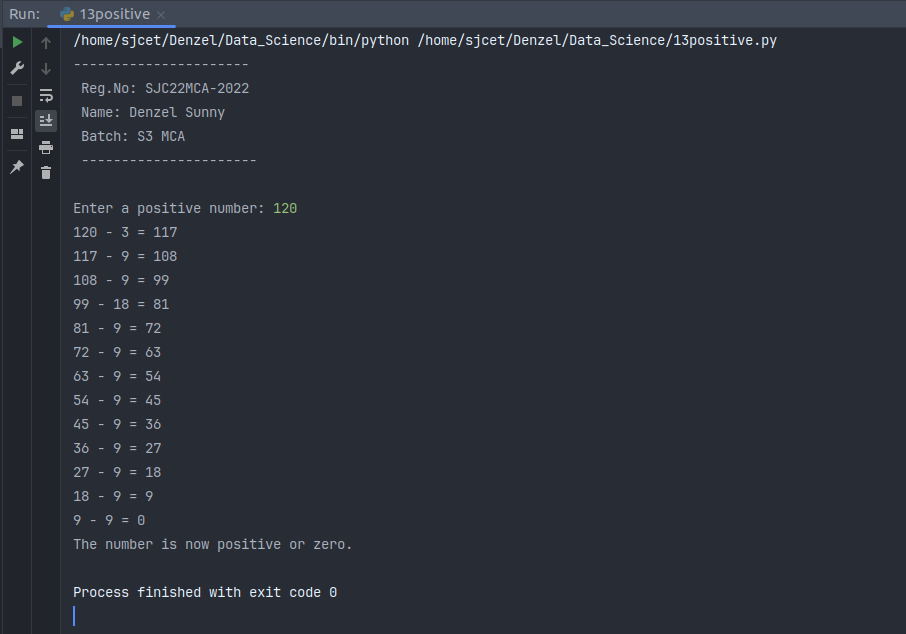 Run: 13positive
/home/sjcet/Denzel/Data_Science/bin/python /home/sjcet/Denzel/Data_Science/13positive.py
----------------------
 Reg.No: SJC22MCA-2022
 Name: Denzel Sunny
 Batch: S3 MCA
 ----------------------
Enter a positive number: 120
120 - 3 = 117
117 - 9 = 108
108 - 9 = 99
99 - 18 = 81
81 - 9 = 72
72 - 9 = 63
63 - 9 = 54
54 - 9 = 45
45 - 9 = 36
36 - 9 = 27
27 - 9 = 18
18 - 9 = 9
9 - 9 = 0
The number is now positive or zero.
Process finished with exit code 0